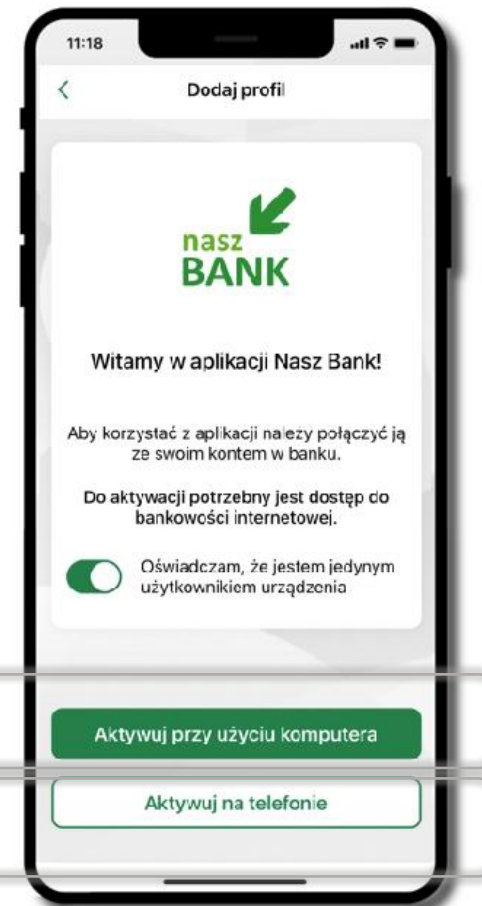 11:18
Dodaj profil
nasz
BANK
Witamy w aplikacji Nasz Bank!
Aby korzystać z aplikacji należy połączyć ją
ze swoim kontem w banku.
Do aktywacji potrzebny jest dostęp do
bankowości internetowej.
Oświadczam, że jestem jedynym
użytkownikiem urządzenia
Aktywuj przy użyciu komputera
Aktywuj na telefonie